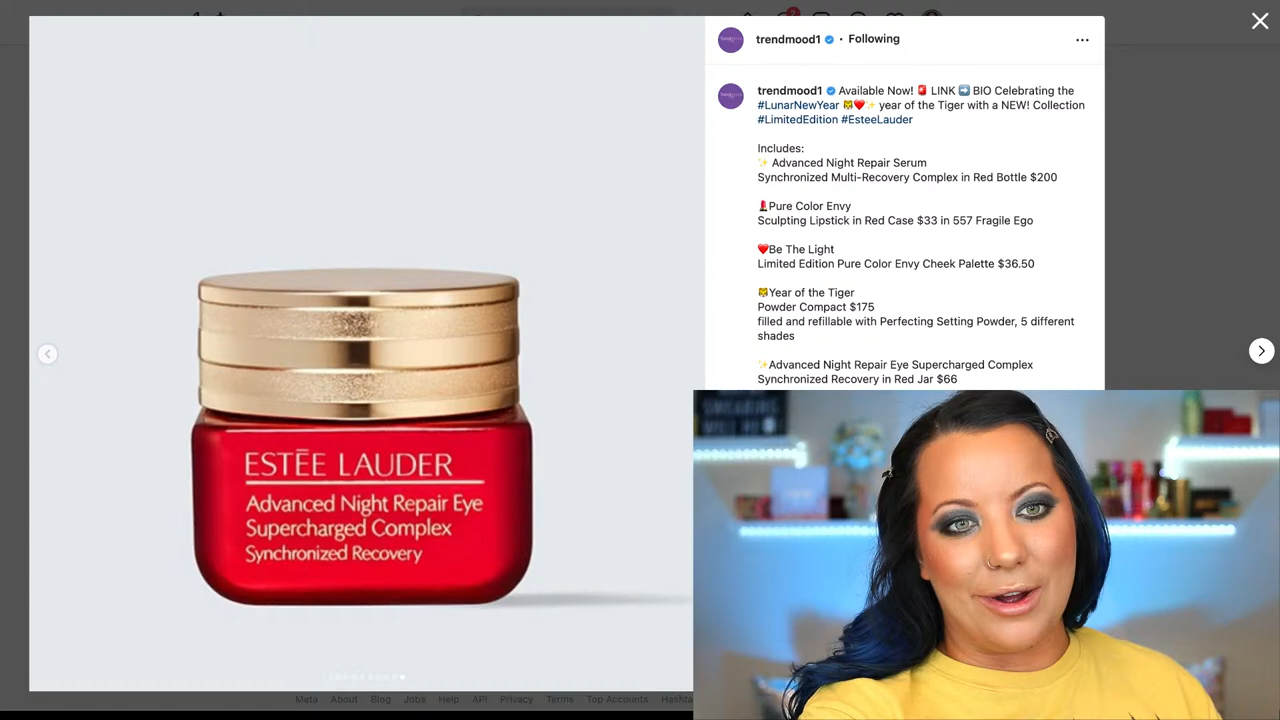 ESTĒE LAUDER
Advanced Night Repair Eye
Supercharged Complex
Synchronized Recovery
trendmood1 • Following
trendmood1 Available Now! 🚨 LINK ➡️ BIO Celebrating the
#LunarNewYear 🐯❤️✨ year of the Tiger with a NEW! Collection
#LimitedEdition #EsteeLauder
Includes:
✨ Advanced Night Repair Serum
Synchronized Multi-Recovery Complex in Red Bottle $200
💄Pure Color Envy
Sculpting Lipstick in Red Case $33 in 557 Fragile Ego
❤️Be The Light
Limited Edition Pure Color Envy Cheek Palette $36.50
🐯Year of the Tiger
Powder Compact $175
filled and refillable with Perfecting Setting Powder, 5 different
shades
✨Advanced Night Repair Eye Supercharged Complex
Synchronized Recovery in Red Jar $66
Meta About Blog Jobs Help API Privacy Terms Top Accounts Hashta